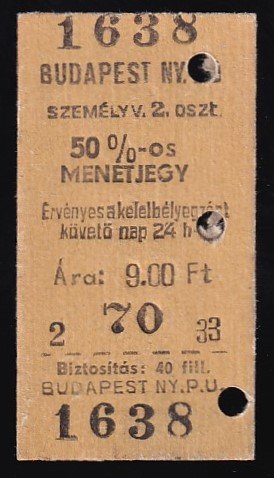 1638
BUDAPEST NY.
SZEMÉLYV. 2. OSZT.
50 %-os
MENETJEGY
Érvényes a keletbélyegzést
követő nap 24 h
Ára: 9.00 Ft
70
2 33
Biztosítás: 40 fill.
BUDAPEST NY.P.U.
1638